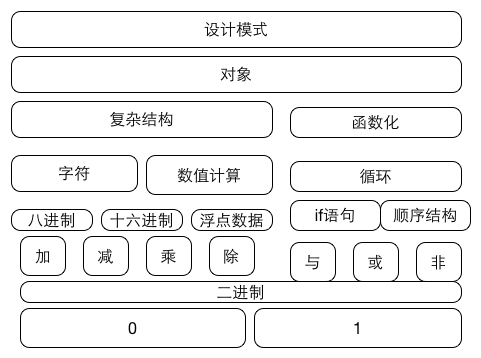 设计模式
对象
复杂结构
函数化
字符
数值计算
循环
八进制
十六进制
浮点数据
if语句
顺序结构
加
减
乘
除
与
或
非
二进制
0
1